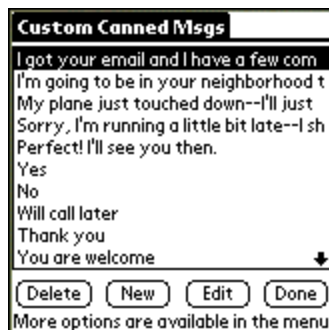 Custom Canned Msgs
I got your email and I have a few com
I'm going to be in your neighborhood t
My plane just touched down--I'll just
Sorry, I'm running a little bit late--I sh
Perfect! I'll see you then.
Yes
No
Will call later
Thank you
You are welcome
Delete New Edit Done
More options are available in the menu